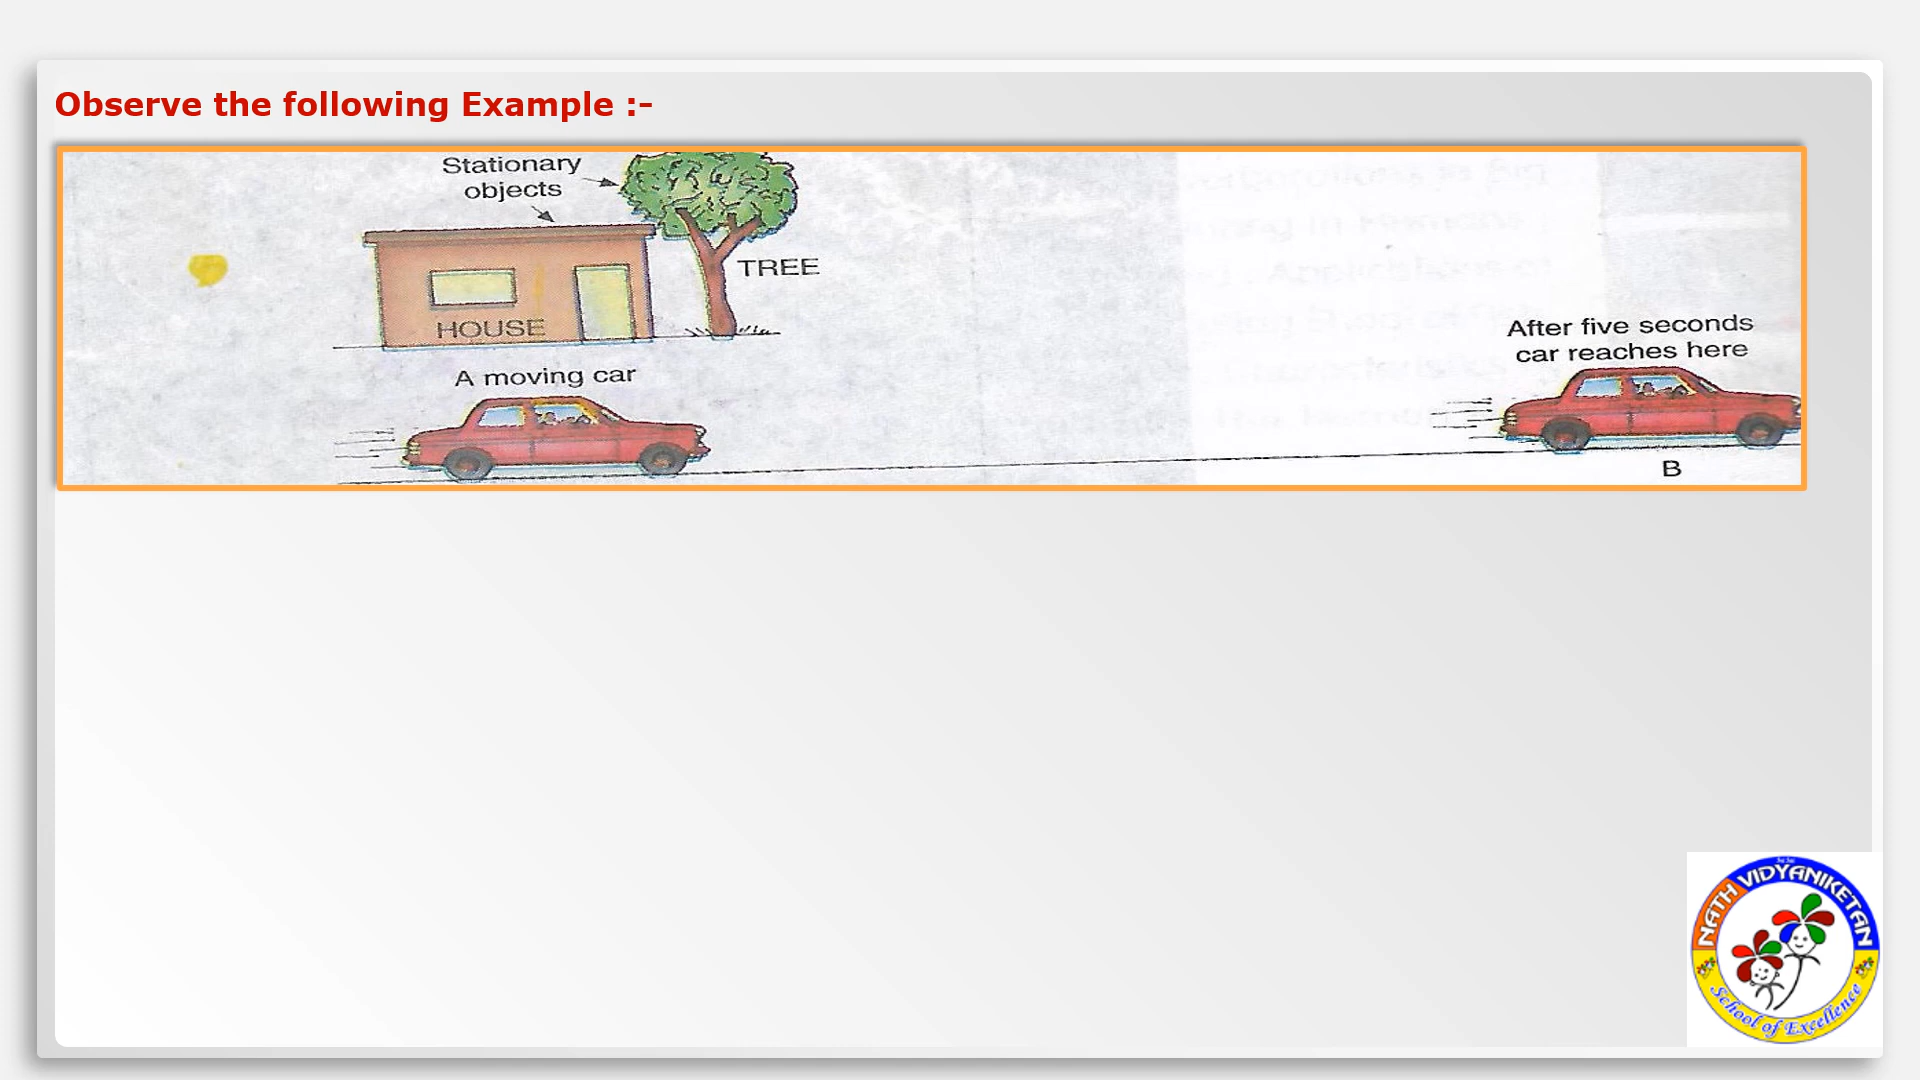 Observe the following Example :-
Stationary
objects
TREE
HOUSE
A moving car
After five seconds
car reaches here
B
NATH VIDYANIKETAN
School of Excellence